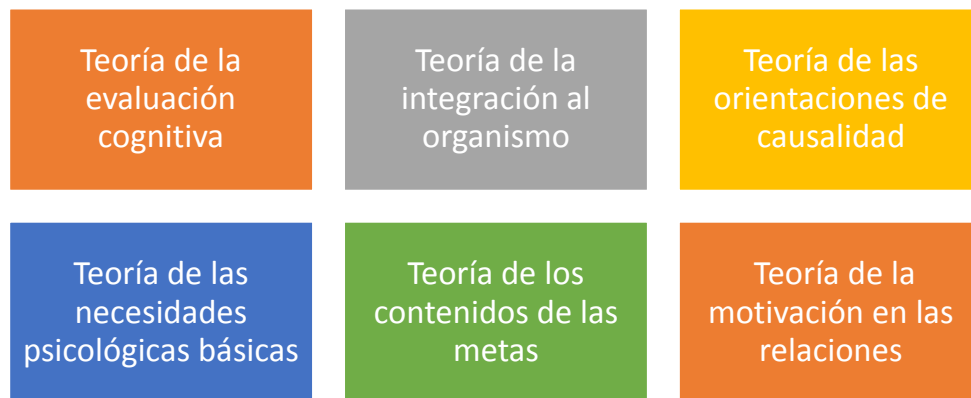 Teoría de la
evaluación
cognitiva
Teoría de la
integración al
organismo
Teoría de las
orientaciones de
causalidad
Teoría de las
necesidades
psicológicas básicas
Teoría de los
contenidos de las
metas
Teoría de la
motivación en las
relaciones